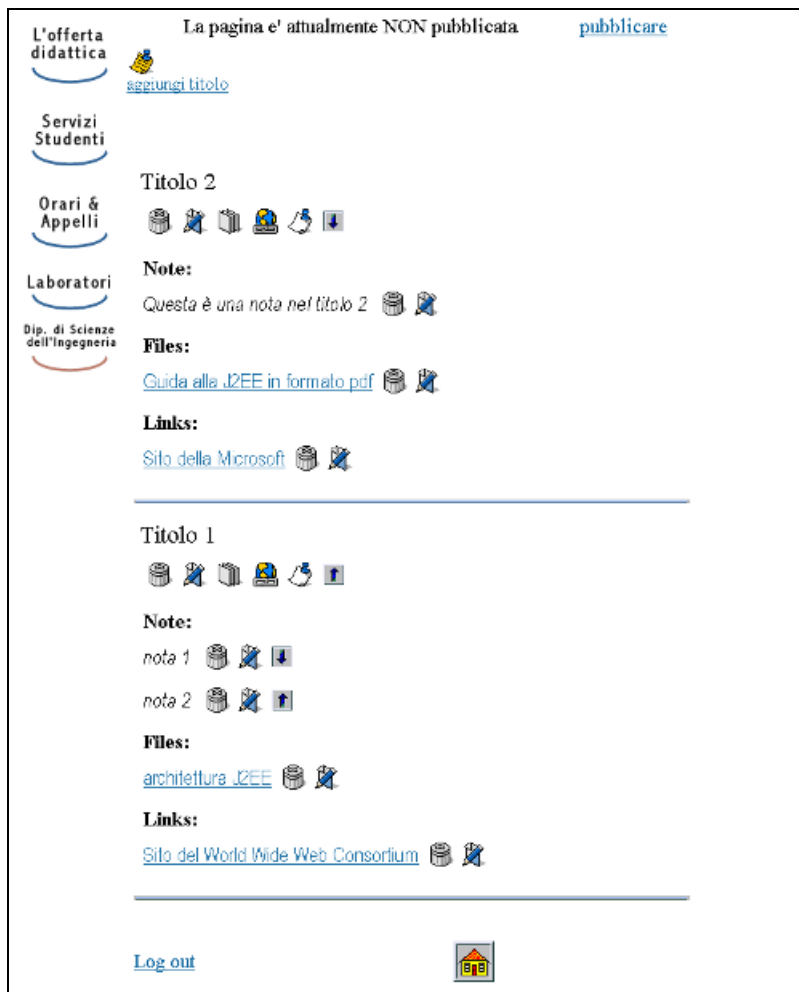 L'offerta
didattica
Servizi
Studenti
Orari &
Appelli
Laboratori
Dip. di Scienze
dell'Ingegneria
La pagina e' attualmente NON pubblicata
pubblicare
aggiungi titolo
Titolo 2
Note:
Questa è una nota nel titolo 2
Files:
Guida alla J2EE in formato pdf
Links:
Sito della Microsoft
Titolo 1
Note:
nota 1
nota 2
Files:
architettura J2EE
Links:
Sito del World Wide Web Consortium
Log out